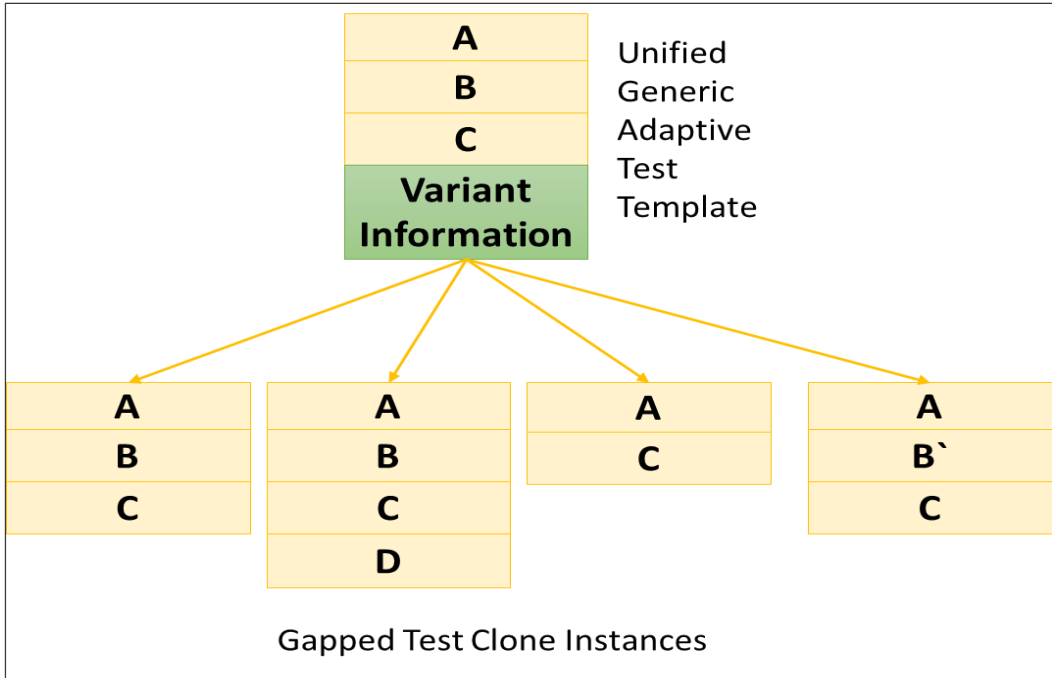 A
B
C
Variant
Information
Unified
Generic
Adaptive
Test
Template
A
B
C
A
B
C
D
A
C
A
B`
C
Gapped Test Clone Instances